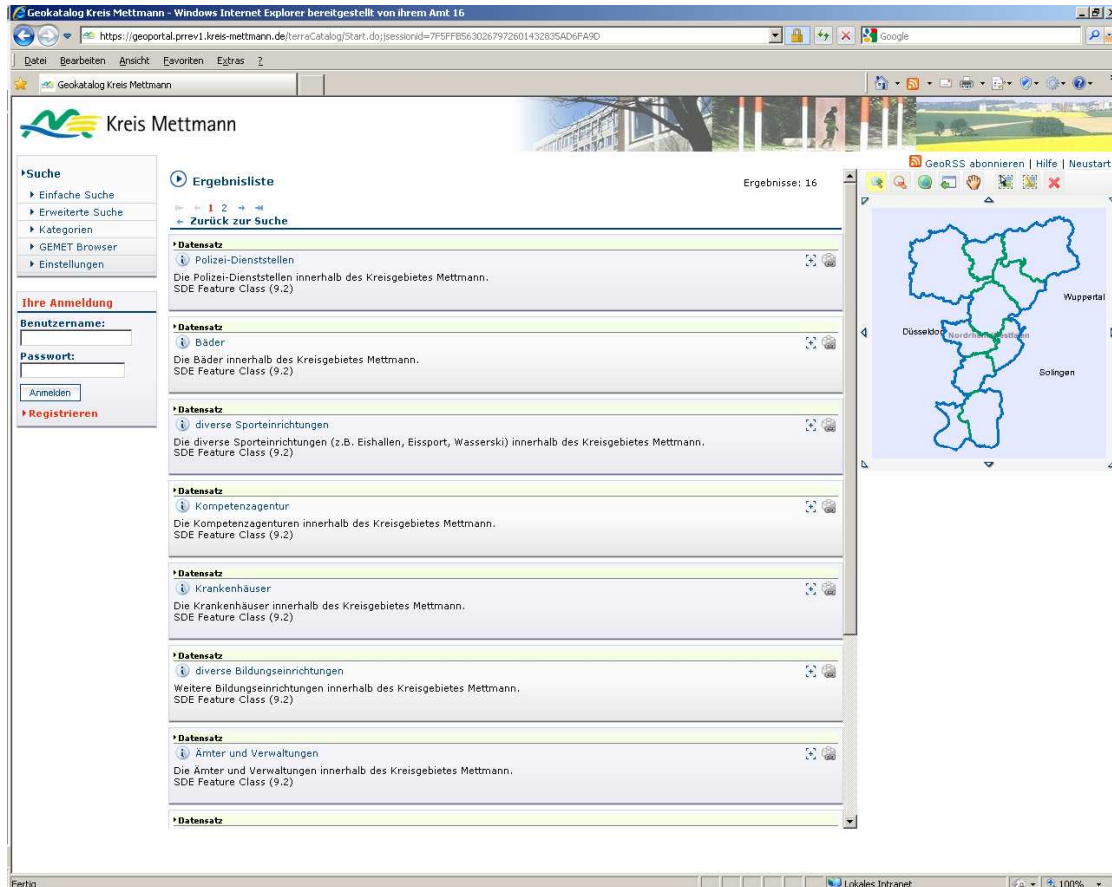 Geokatalog Kreis Mettmann - Windows Internet Explorer bereitgestellt von ihrem Amt 16
https://geoportal.prrev1.kreis-mettmann.de/terraCatalog/Start.do;jsessionid=7F5FFB5630267972601432835AD6FA9D
Google
Datei Bearbeiten Ansicht Favoriten Extras ?
Geokatalog Kreis Mettmann
Kreis Mettmann
GeoRSS abonnieren | Hilfe | Neustart
Suche
Einfache Suche
Erweiterte Suche
Kategorien
GEMET Browser
Einstellungen
Ihre Anmeldung
Benutzername:
Passwort:
Anmelden
Registrieren
Ergebnisliste
Ergebnisse: 16
1 2
Zurück zur Suche
Datensatz
Polizei-Dienststellen
Die Polizei-Dienststellen innerhalb des Kreisgebietes Mettmann.
SDE Feature Class (9.2)
Datensatz
Bäder
Die Bäder innerhalb des Kreisgebietes Mettmann.
SDE Feature Class (9.2)
Datensatz
diverse Sporteinrichtungen
Die diverse Sporteinrichtungen (z.B. Eishallen, Eissport, Wasserski) innerhalb des Kreisgebietes Mettmann.
SDE Feature Class (9.2)
Datensatz
Kompetenzagentur
Die Kompetenzagenturen innerhalb des Kreisgebietes Mettmann.
SDE Feature Class (9.2)
Datensatz
Krankenhäuser
Die Krankenhäuser innerhalb des Kreisgebietes Mettmann.
SDE Feature Class (9.2)
Datensatz
diverse Bildungseinrichtungen
Weitere Bildungseinrichtungen innerhalb des Kreisgebietes Mettmann.
SDE Feature Class (9.2)
Datensatz
Ämter und Verwaltungen
Die Ämter und Verwaltungen innerhalb des Kreisgebietes Mettmann.
SDE Feature Class (9.2)
Datensatz
Wuppertal
Düsseldorf
Nordrhein-Westfalen
Solingen
Fertig
Lokales Intranet
100%